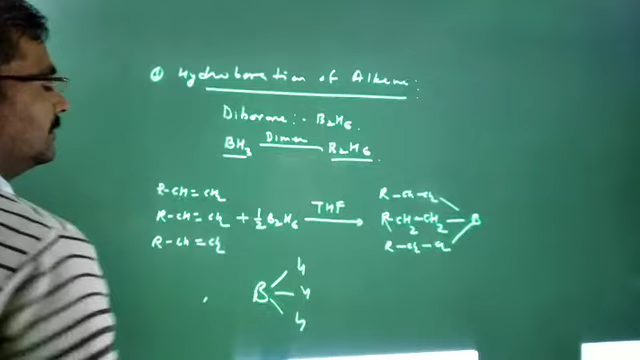 ① Hydroboration of Alkene:
Diborane:- B₂H₆.
BH₃ Dimer B₂H₆.
R-CH=CH₂ R-CH₂-CH₂
R-CH=CH₂ + 1/2 B₂H₆ THF → R-CH₂-CH₂ - B
R-CH=CH₂ R-CH₂-CH₂
H
B H
H